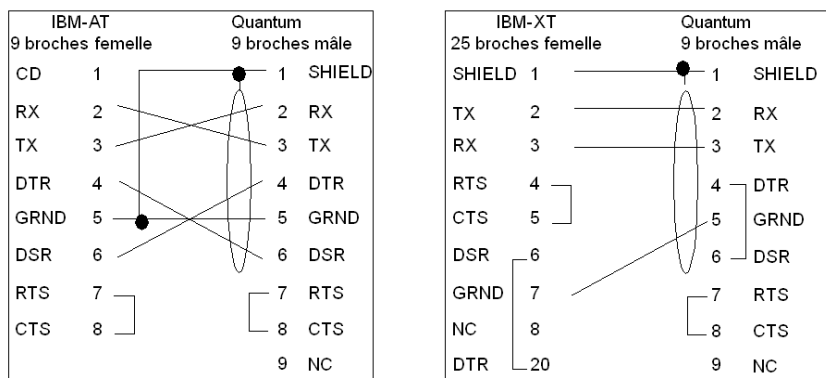 IBM-AT Quantum
9 broches femelle 9 broches mâle
CD 1 1 SHIELD
RX 2 2 RX
TX 3 3 TX
DTR 4 4 DTR
GRND 5 5 GRND
DSR 6 6 DSR
RTS 7 7 RTS
CTS 8 8 CTS
9 NC
IBM-XT Quantum
25 broches femelle 9 broches mâle
SHIELD 1 1 SHIELD
TX 2 2 RX
RX 3 3 TX
RTS 4 4 DTR
CTS 5 5 GRND
DSR 6 6 DSR
GRND 7 7 RTS
NC 8 8 CTS
DTR 20 9 NC